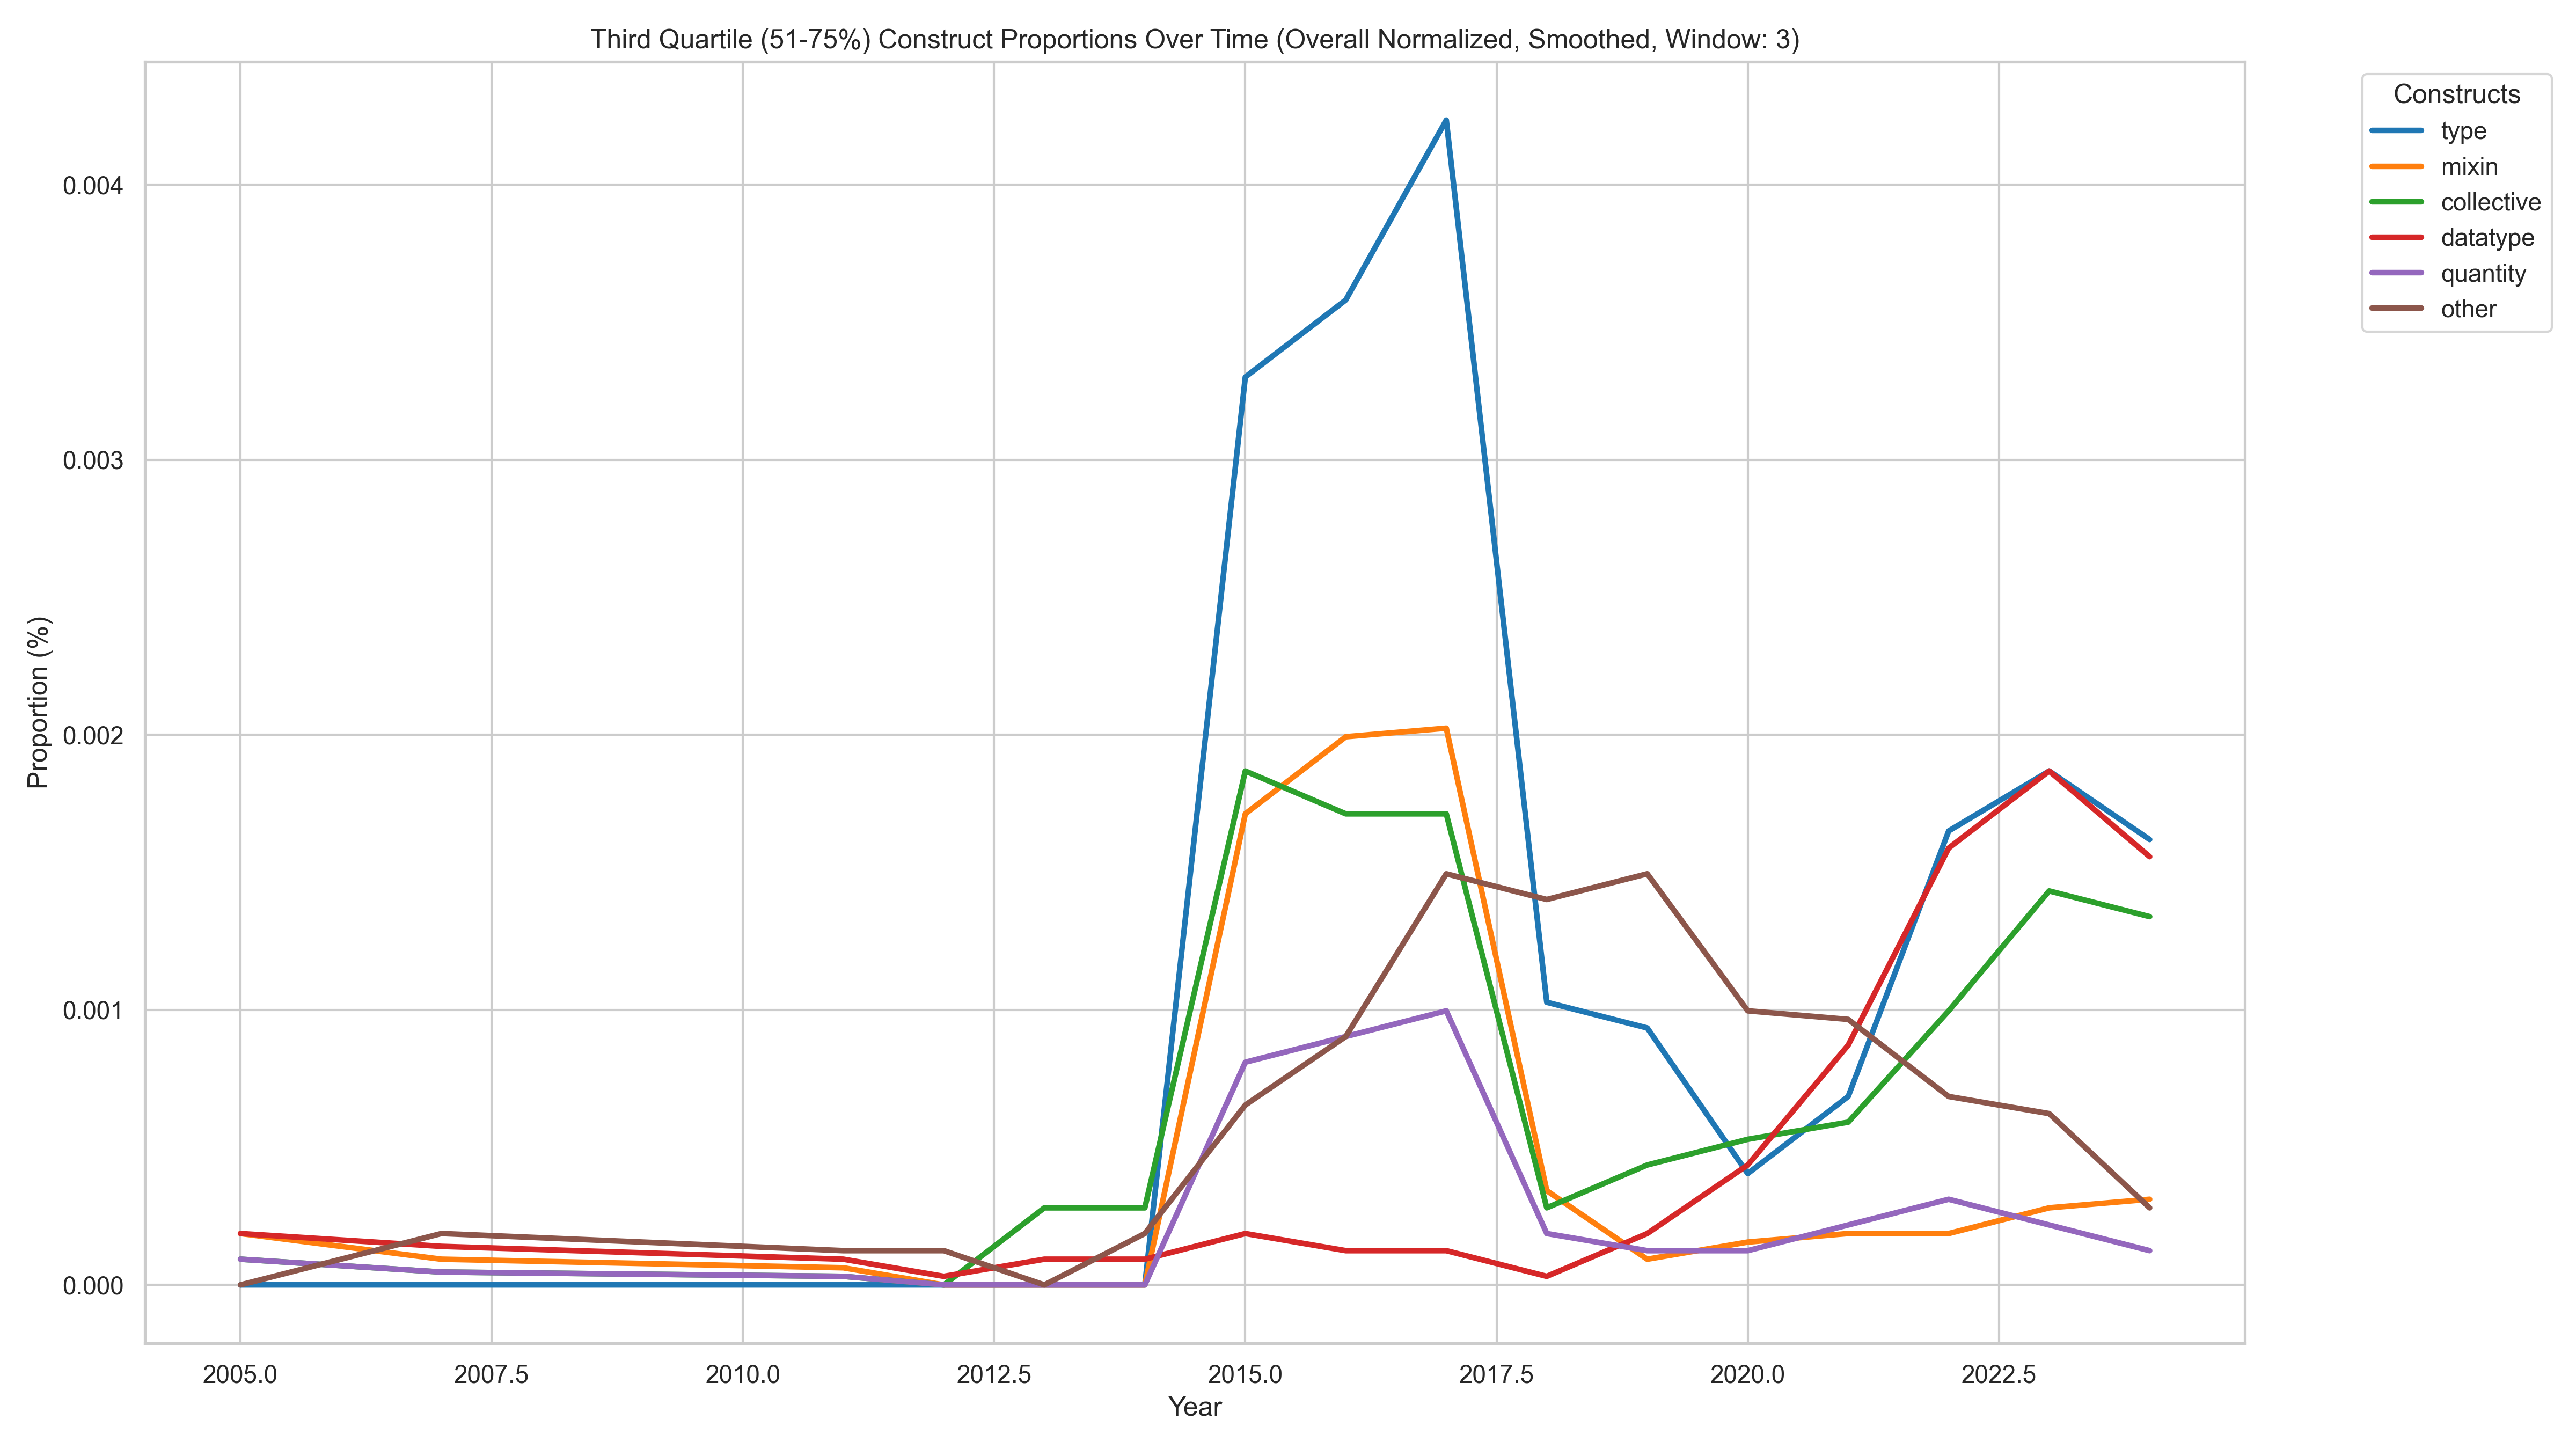 Third Quartile (51-75%) Construct Proportions Over Time (Overall Normalized, Smoothed, Window: 3)
Constructs
type
mixin
collective
datatype
quantity
other
Proportion (%)
0.004
0.003
0.002
0.001
0.000
2005.0 2007.5 2010.0 2012.5 2015.0 2017.5 2020.0 2022.5
Year